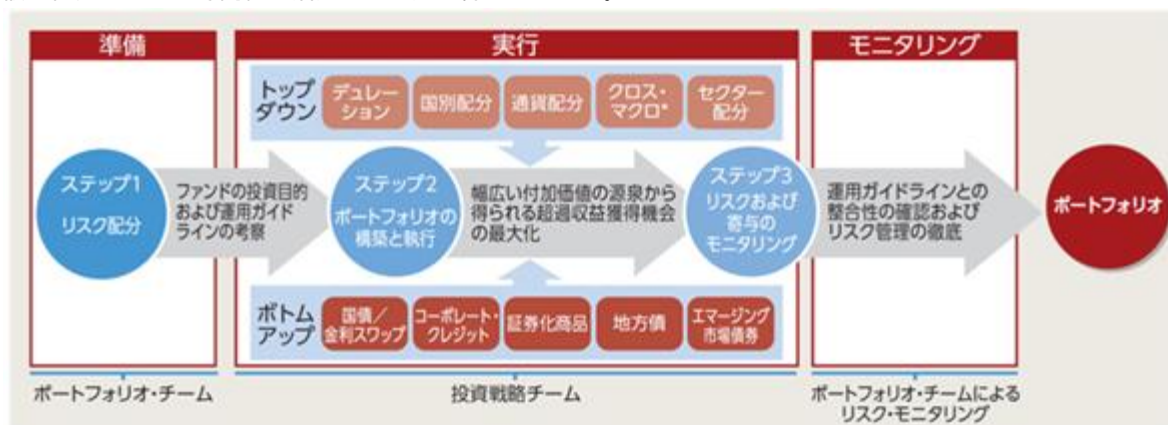 準備
実行
モニタリング
トップ
ダウン
デュレー
ション
国別配分
通貨配分
クロス・
マクロ*
セクター
配分
ステップ1
リスク配分
ファンドの投資目的
および運用ガイド
ラインの考察
ステップ2
ポートフォリオの
構築と執行
幅広い付加価値の源泉から
得られる超過収益獲得機会
の最大化
ステップ3
リスクおよび
寄与の
モニタリング
運用ガイドラインとの
整合性の確認および
リスク管理の徹底
ポートフォリオ
ボトム
アップ
国債/
金利スワップ
コーポレート・
クレジット
証券化商品
地方債
エマージング
市場債券
ポートフォリオ・チーム
投資戦略チーム
ポートフォリオ・チームによる
リスク・モニタリング